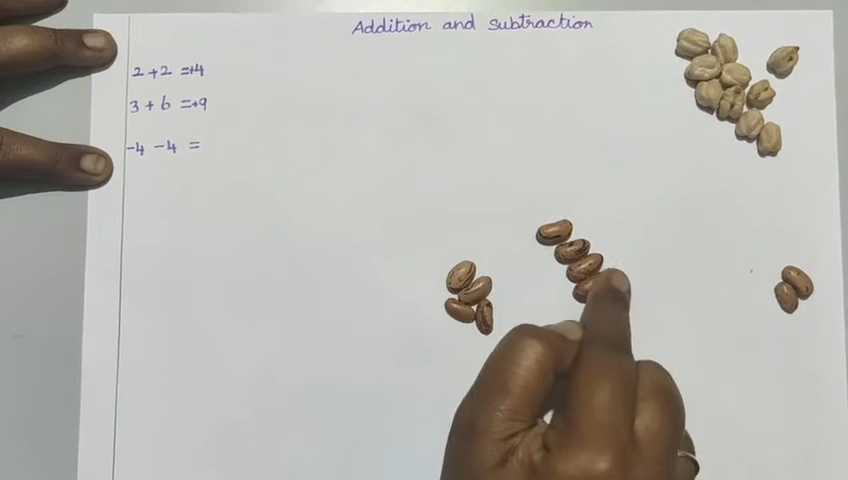 Addition and Subtraction
2 + 2 = +4
3 + 6 = +9
-4 -4 =